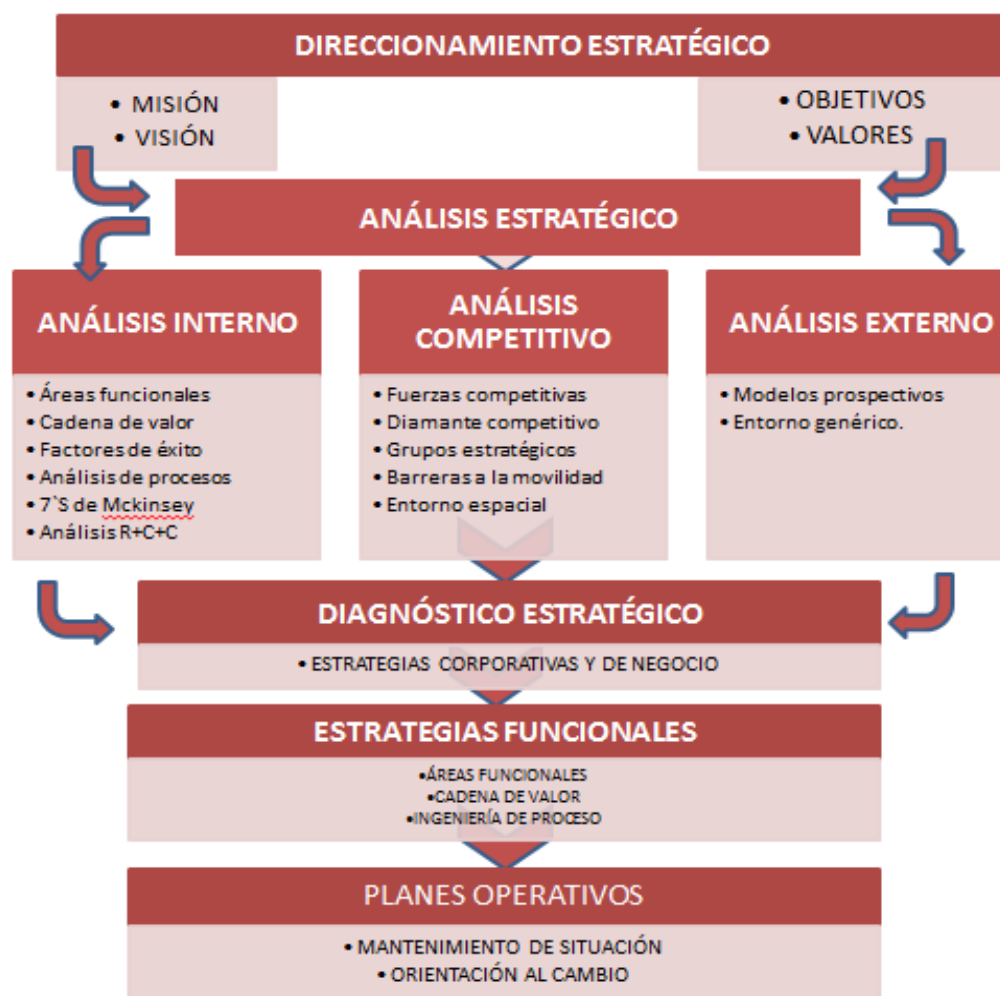 DIRECCIONAMIENTO ESTRATÉGICO
• MISIÓN
• VISIÓN
• OBJETIVOS
• VALORES
ANÁLISIS ESTRATÉGICO
ANÁLISIS INTERNO
• Áreas funcionales
• Cadena de valor
• Factores de éxito
• Análisis de procesos
• 7`S de Mckinsey
• Análisis R+C+C
ANÁLISIS
COMPETITIVO
• Fuerzas competitivas
• Diamante competitivo
• Grupos estratégicos
• Barreras a la movilidad
• Entorno espacial
ANÁLISIS EXTERNO
• Modelos prospectivos
• Entorno genérico.
DIAGNÓSTICO ESTRATÉGICO
• ESTRATEGIAS CORPORATIVAS Y DE NEGOCIO
ESTRATEGIAS FUNCIONALES
•ÁREAS FUNCIONALES
•CADENA DE VALOR
•INGENIERÍA DE PROCESO
PLANES OPERATIVOS
• MANTENIMIENTO DE SITUACIÓN
• ORIENTACIÓN AL CAMBIO